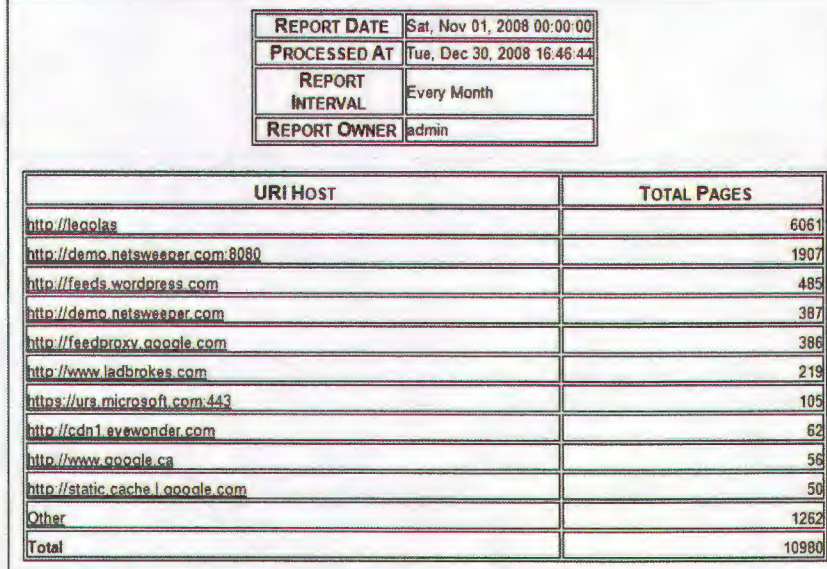 REPORT DATE Sat, Nov 01, 2008 00:00:00
PROCESSED AT Tue, Dec 30, 2008 16:46:44
REPORT
INTERVAL Every Month
REPORT OWNER admin
URI HOST TOTAL PAGES
http://legolas 6061
http://demo.netsweeper.com:8080 1907
http://feeds.wordpress.com 485
http://demo.netsweeper.com 387
http://feedproxy.google.com 386
http://www.ladbrokes.com 219
https://urs.microsoft.com:443 105
http://cdn1.eyewonder.com 62
http://www.google.ca 56
http://static.cache.l.google.com 50
Other 1262
Total 10980